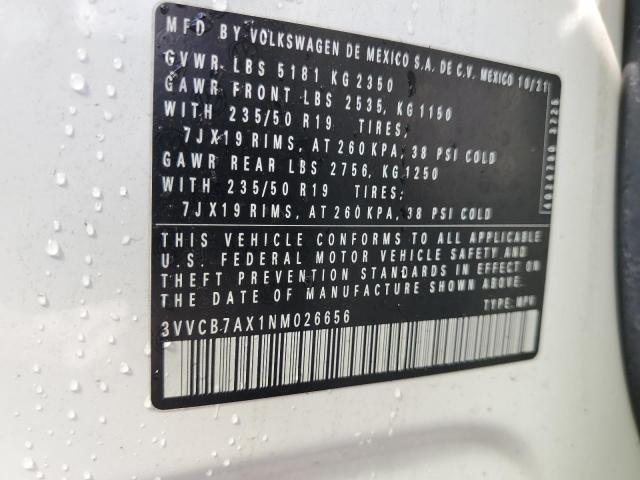 MFD BY VOLKSWAGEN DE MEXICO S.A. DE C.V. MEXICO 10/21
GVWR LBS 5181 KG 2350
GAWR FRONT LBS 2535, KG 1150
WITH 235/50 R19 TIRES;
7JX19 RIMS, AT 260 KPA, 38 PSI COLD
GAWR REAR LBS 2756, KG 1250
WITH 235/50 R19 TIRES;
7JX19 RIMS, AT 260 KPA, 38 PSI COLD
THIS VEHICLE CONFORMS TO ALL APPLICABLE
U.S. FEDERAL MOTOR VEHICLE SAFETY AND
THEFT PREVENTION STANDARDS IN EFFECT ON
THE DATE OF MANUFACTURE SHOWN ABOVE.
3VVCB7AX1NM026656 TYPE: MPV